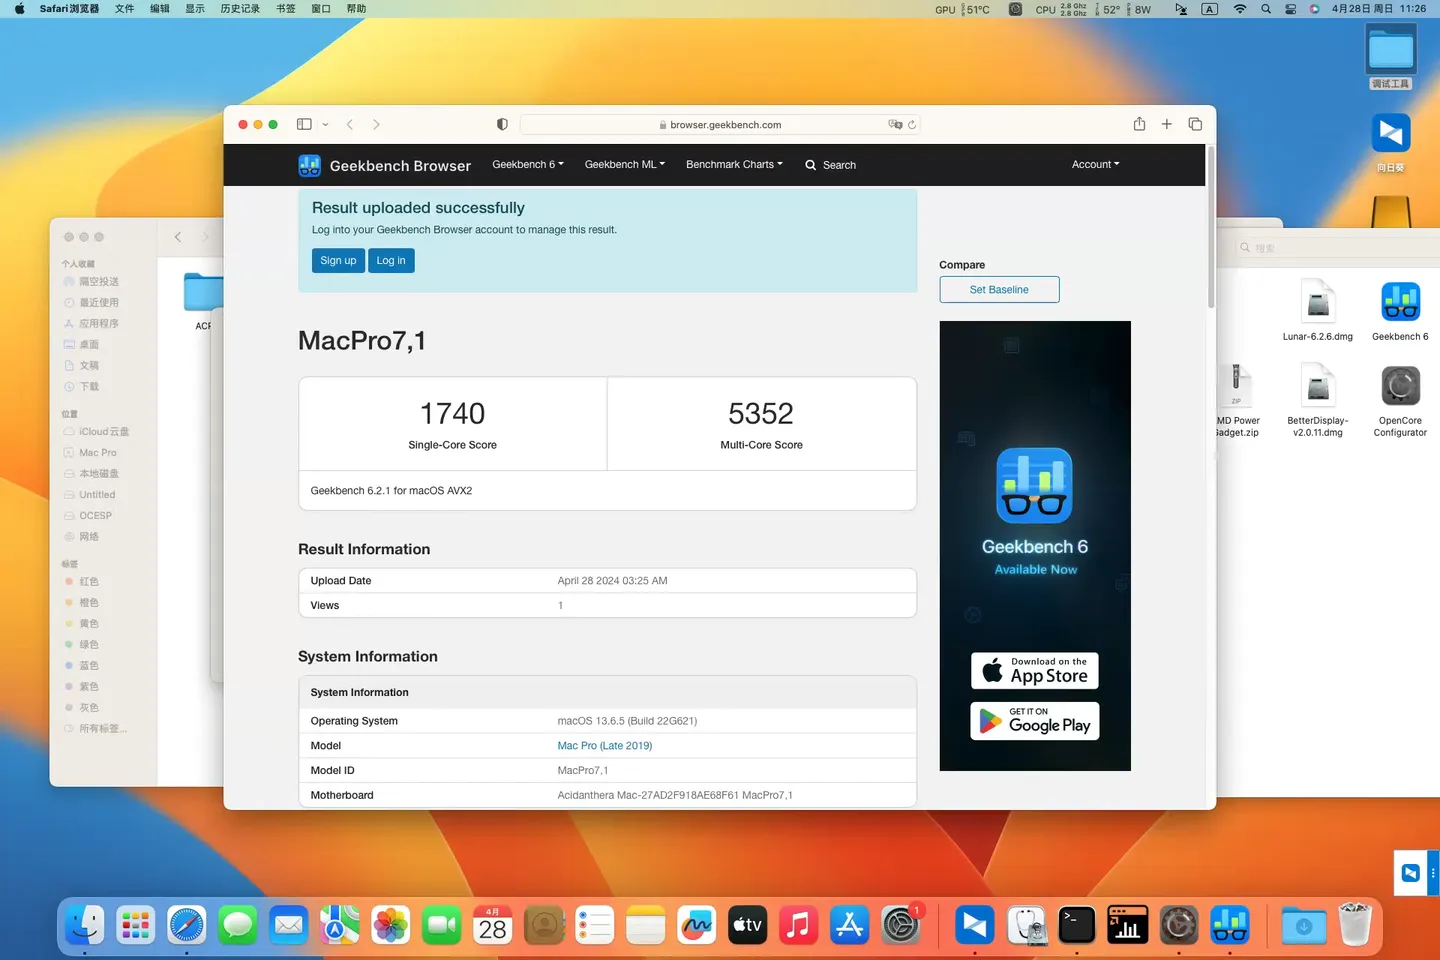 Safari浏览器 文件 编辑 显示 历史记录 书签 窗口 帮助
GPU 51°C CPU 2.8 Ghz 2.8 Ghz 52° 8W A 4月28日 周日 11:26
调试工具
向日葵
browser.geekbench.com
Geekbench Browser Geekbench 6 Geekbench ML Benchmark Charts Search Account
Result uploaded successfully
Log into your Geekbench Browser account to manage this result.
Sign up Log in
Compare
Set Baseline
MacPro7,1
1740 5352
Single-Core Score Multi-Core Score
Geekbench 6.2.1 for macOS AVX2
Result Information
Upload Date April 28 2024 03:25 AM
Views 1
System Information
System Information
Operating System macOS 13.6.5 (Build 22G621)
Model Mac Pro (Late 2019)
Model ID MacPro7,1
Motherboard Acidanthera Mac-27AD2F918AE68F61 MacPro7,1
Geekbench 6
Available Now
Download on the
App Store
GET IT ON
Google Play
个人收藏
隔空投送
最近使用
应用程序
桌面
文稿
下载
位置
iCloud云盘
Mac Pro
本地磁盘
Untitled
OCESP
网络
标签
红色
橙色
黄色
绿色
蓝色
紫色
灰色
所有标签...
ACP
搜索
Lunar-6.2.6.dmg Geekbench 6
ZIP
MD Power
Gadget.zip
BetterDisplay-
v2.0.11.dmg
OpenCore
Configurator
4月
28
tv
1